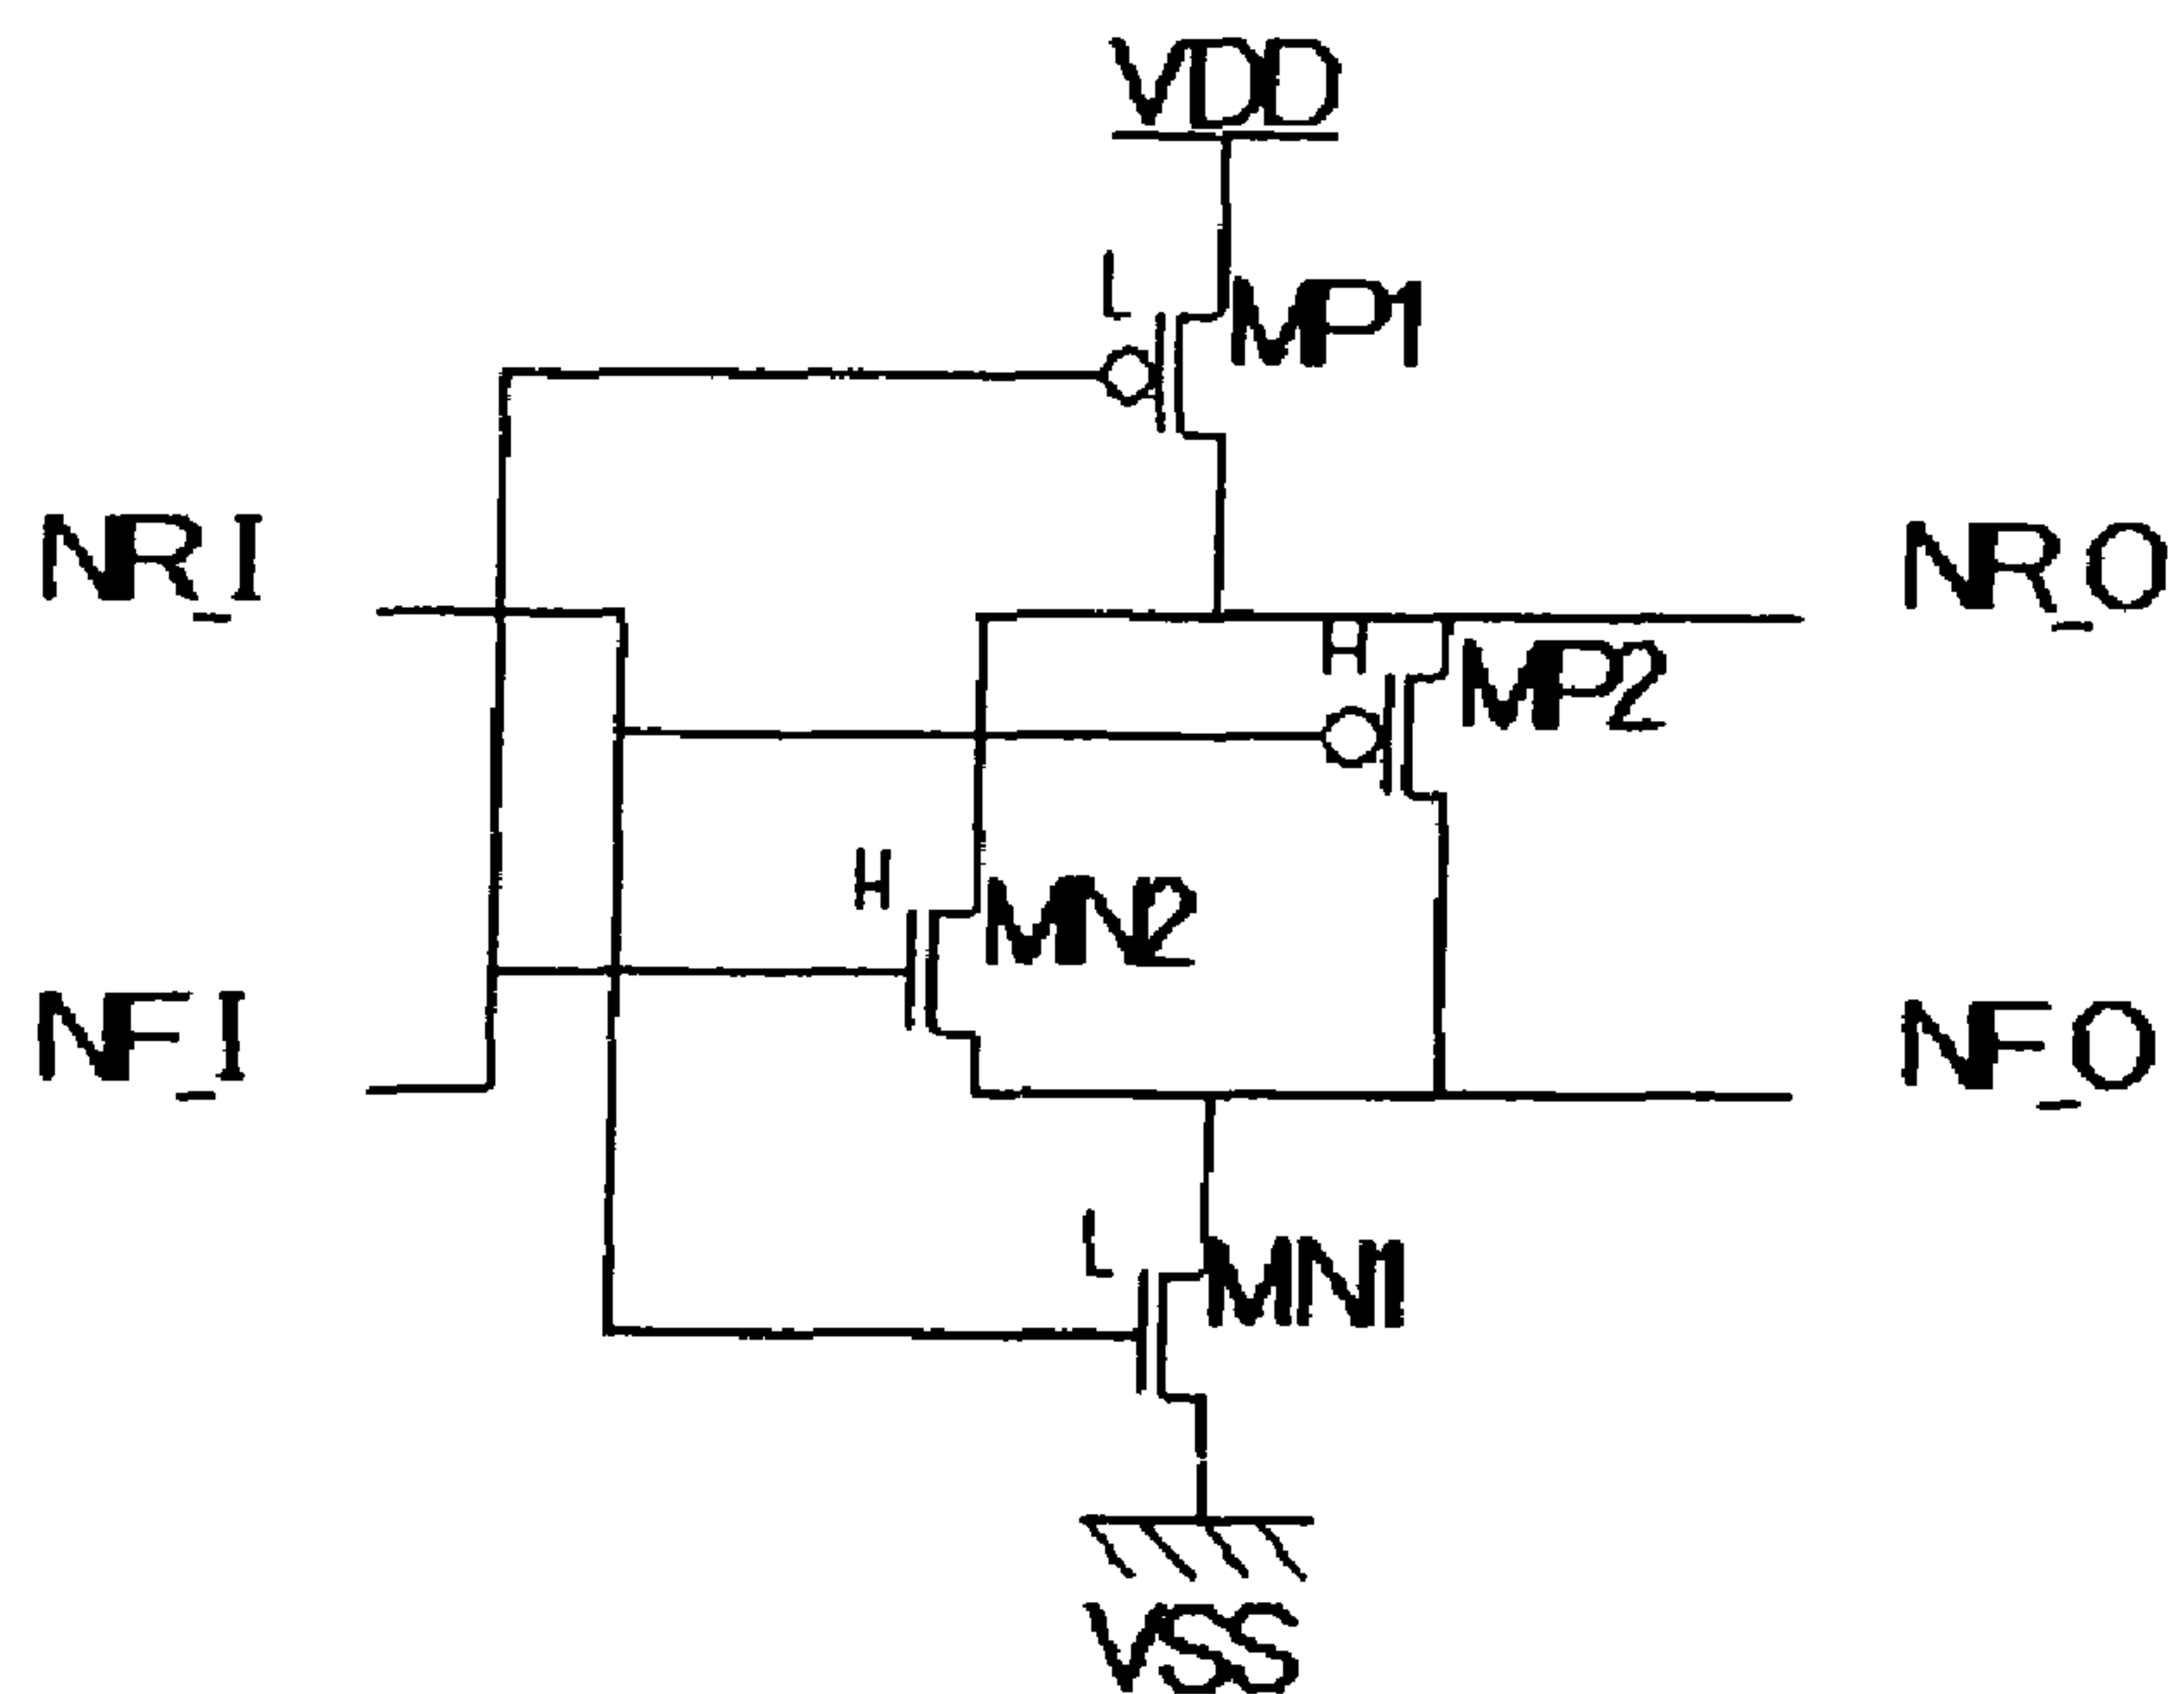 VDD
L
MP1
NR_I
NR_O
H
MP2
H
MN2
NF_I
NF_O
L
MN1
VSS